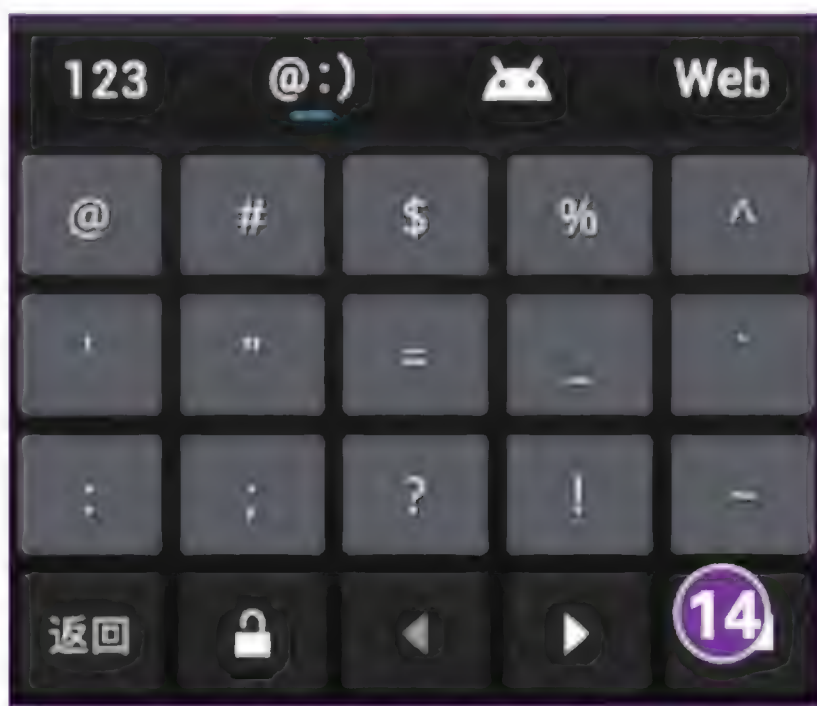 123 @:) Web
@ # $ % ^
' " = _ `
: ; ? ! ~
返回 14